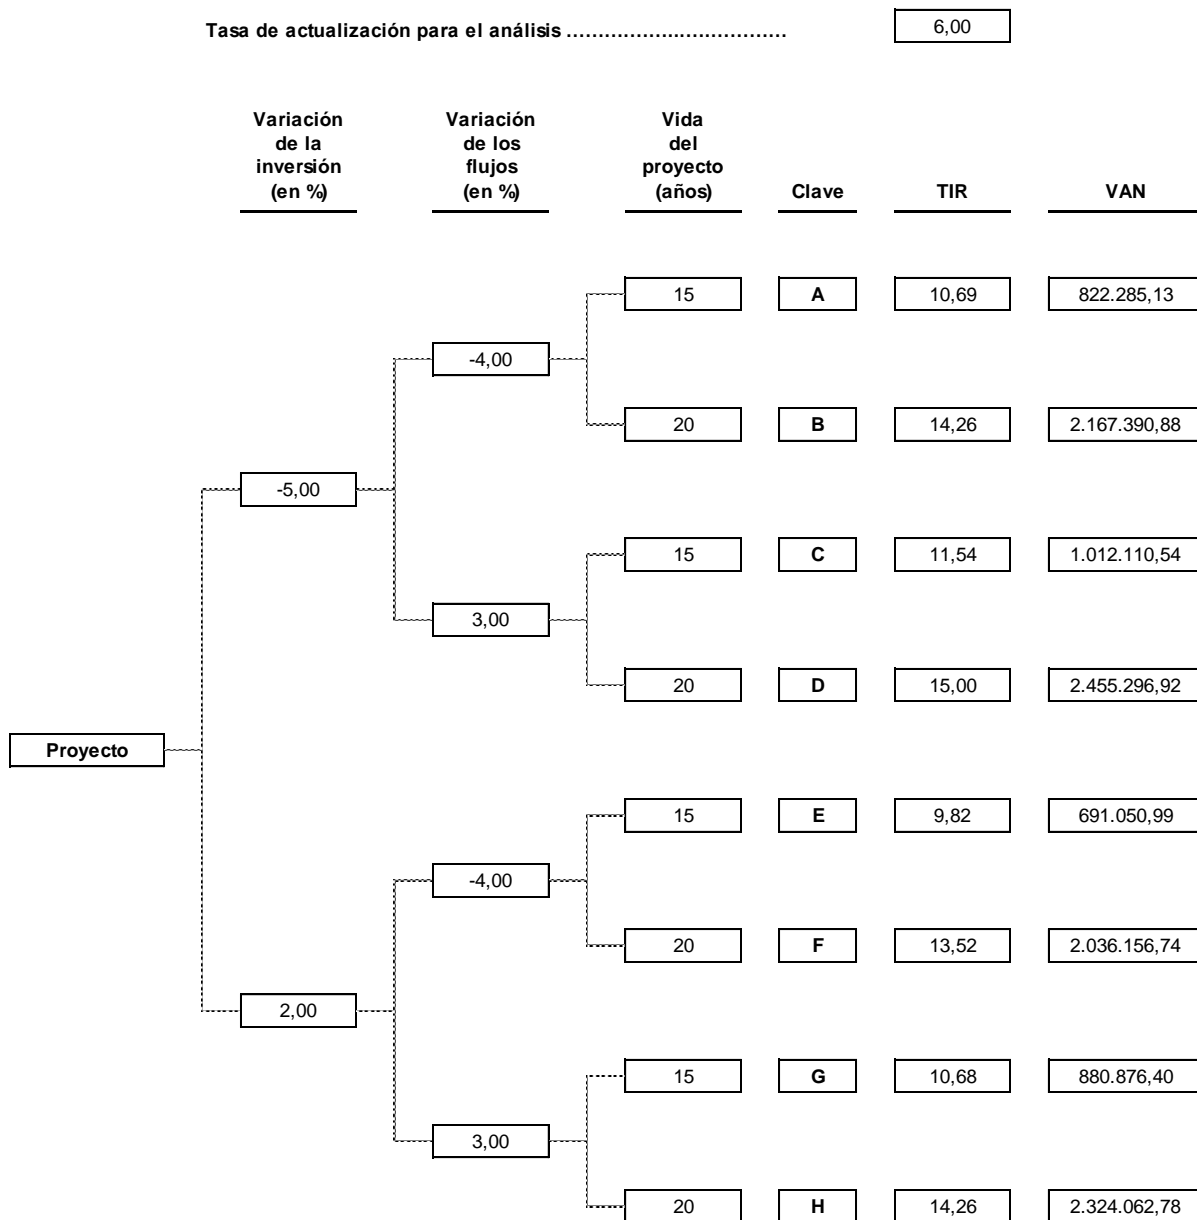 Tasa de actualización para el análisis ...................................
6,00
Variación de la inversión (en %)
Variación de los flujos (en %)
Vida del proyecto (años)
Clave
TIR
VAN
15
A
10,69
822.285,13
-4,00
20
B
14,26
2.167.390,88
-5,00
15
C
11,54
1.012.110,54
3,00
20
D
15,00
2.455.296,92
Proyecto
15
E
9,82
691.050,99
-4,00
20
F
13,52
2.036.156,74
2,00
15
G
10,68
880.876,40
3,00
20
H
14,26
2.324.062,78